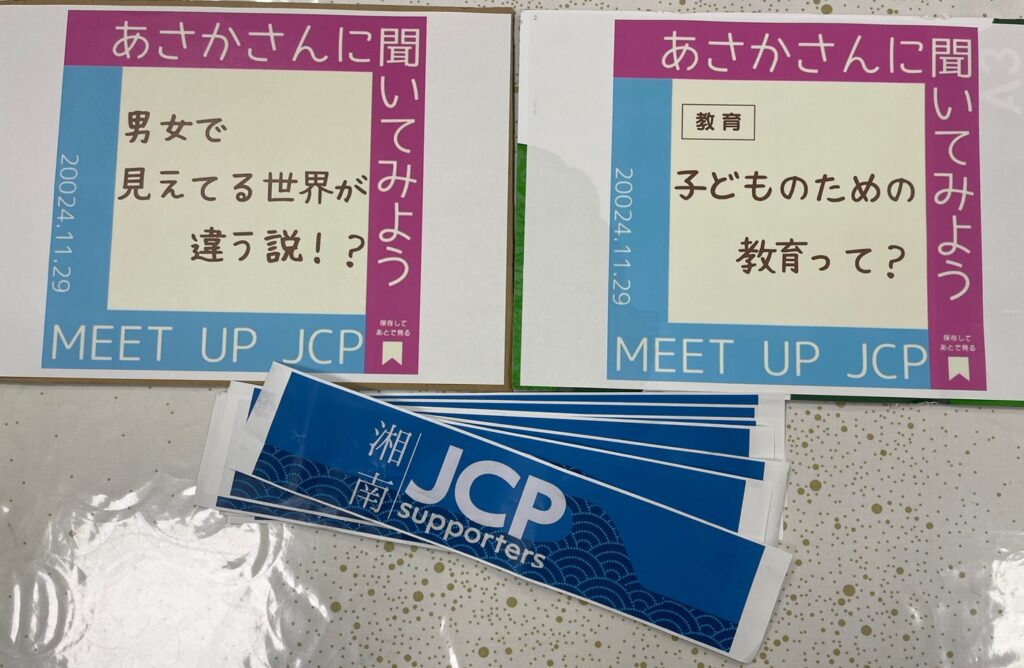 あさかさんに聞いてみよう
男女で
見えてる世界が
違う説！？
20024.11.29
MEET UP JCP
保存して
あとで見る
あさかさんに聞いてみよう
教育
子どものための
教育って？
20024.11.29
MEET UP JCP
保存して
あとで見る
A3
湘南
JCP
supporters